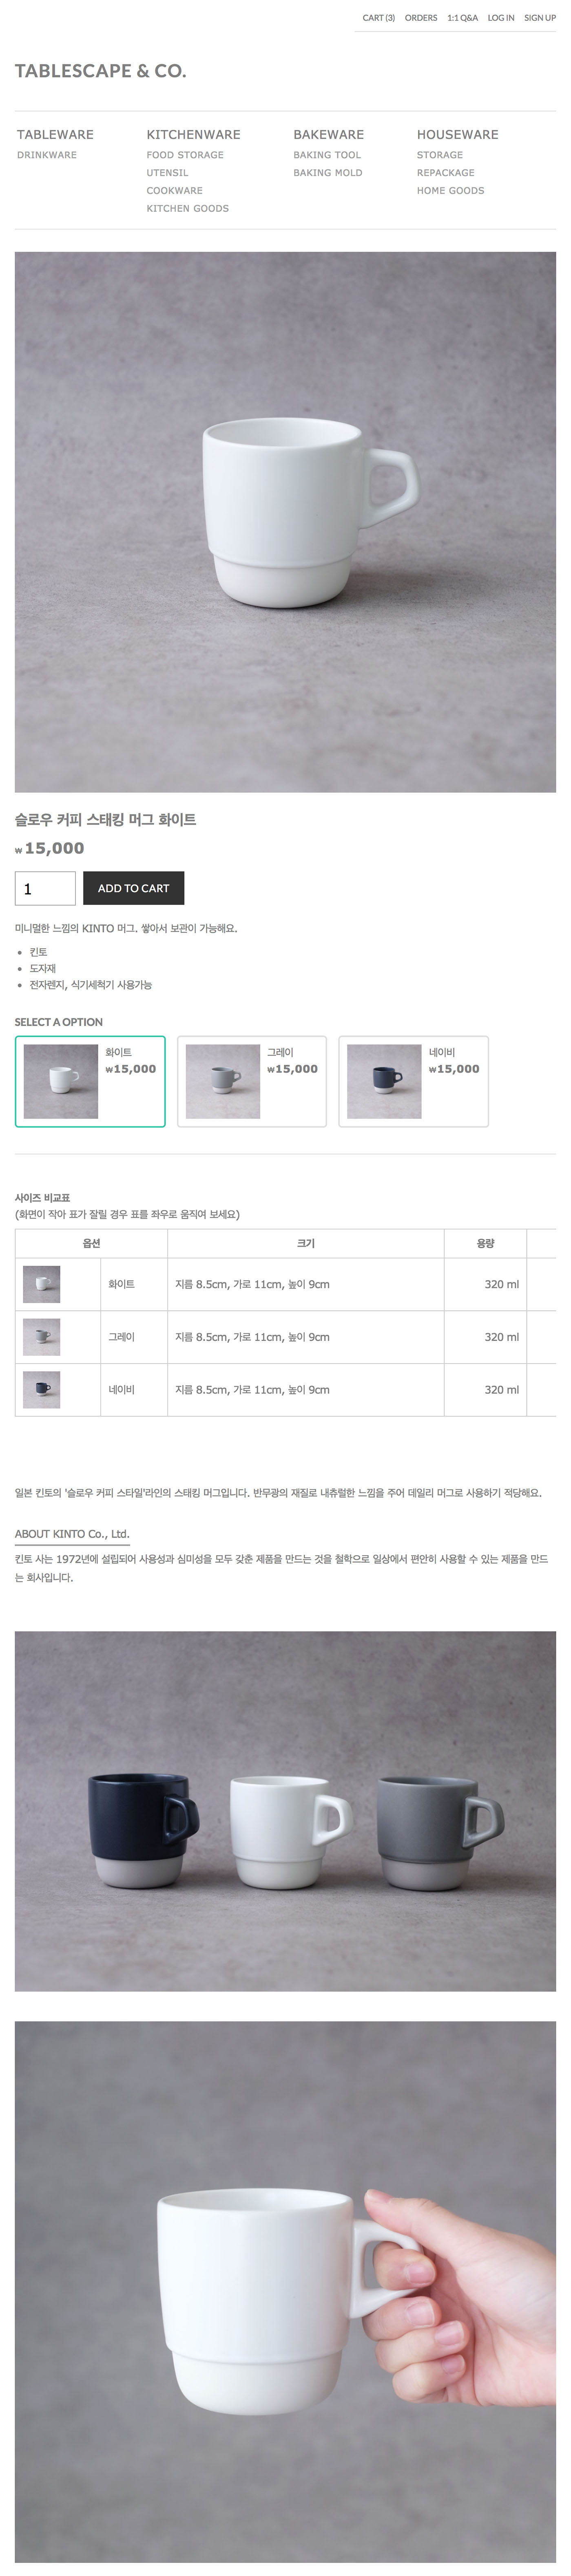 CART (3) ORDERS 1:1 Q&A LOG IN SIGN UP
TABLESCAPE & CO.
TABLEWARE
DRINKWARE
KITCHENWARE
FOOD STORAGE
UTENSIL
COOKWARE
KITCHEN GOODS
BAKEWARE
BAKING TOOL
BAKING MOLD
HOUSEWARE
STORAGE
REPACKAGE
HOME GOODS
슬로우 커피 스태킹 머그 화이트
₩15,000
1 ADD TO CART
미니멀한 느낌의 KINTO 머그. 쌓아서 보관이 가능해요.
• 킨토
• 도자재
• 전자렌지, 식기세척기 사용가능
SELECT A OPTION
화이트
₩15,000
그레이
₩15,000
네이비
₩15,000
사이즈 비교표
(화면이 작아 표가 잘릴 경우 표를 좌우로 움직여 보세요)
옵션 크기 용량
화이트 지름 8.5cm, 가로 11cm, 높이 9cm 320 ml
그레이 지름 8.5cm, 가로 11cm, 높이 9cm 320 ml
네이비 지름 8.5cm, 가로 11cm, 높이 9cm 320 ml
일본 킨토의 '슬로우 커피 스타일'라인의 스태킹 머그입니다. 반무광의 재질로 내츄럴한 느낌을 주어 데일리 머그로 사용하기 적당해요.
ABOUT KINTO Co., Ltd.
킨토 사는 1972년에 설립되어 사용성과 심미성을 모두 갖춘 제품을 만드는 것을 철학으로 일상에서 편안히 사용할 수 있는 제품을 만드
는 회사입니다.